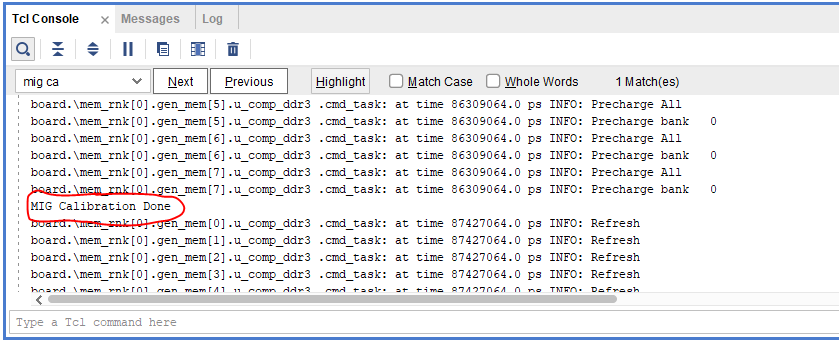 Tcl Console × Messages Log
mig ca Next Previous Highlight Match Case Whole Words 1 Match(es)
board.\mem_rnk[0].gen_mem[5].u_comp_ddr3 .cmd_task: at time 86309064.0 ps INFO: Precharge All
board.\mem_rnk[0].gen_mem[5].u_comp_ddr3 .cmd_task: at time 86309064.0 ps INFO: Precharge bank 0
board.\mem_rnk[0].gen_mem[6].u_comp_ddr3 .cmd_task: at time 86309064.0 ps INFO: Precharge All
board.\mem_rnk[0].gen_mem[6].u_comp_ddr3 .cmd_task: at time 86309064.0 ps INFO: Precharge bank 0
board.\mem_rnk[0].gen_mem[7].u_comp_ddr3 .cmd_task: at time 86309064.0 ps INFO: Precharge All
board.\mem_rnk[0].gen_mem[7].u_comp_ddr3 .cmd_task: at time 86309064.0 ps INFO: Precharge bank 0
MIG Calibration Done
board.\mem_rnk[0].gen_mem[0].u_comp_ddr3 .cmd_task: at time 87427064.0 ps INFO: Refresh
board.\mem_rnk[0].gen_mem[1].u_comp_ddr3 .cmd_task: at time 87427064.0 ps INFO: Refresh
board.\mem_rnk[0].gen_mem[2].u_comp_ddr3 .cmd_task: at time 87427064.0 ps INFO: Refresh
board.\mem_rnk[0].gen_mem[3].u_comp_ddr3 .cmd_task: at time 87427064.0 ps INFO: Refresh
board.\mem_rnk[0].gen_mem[4].u_comp_ddr3 .cmd_task: at time 87427064.0 ps INFO: Refresh
Type a Tcl command here